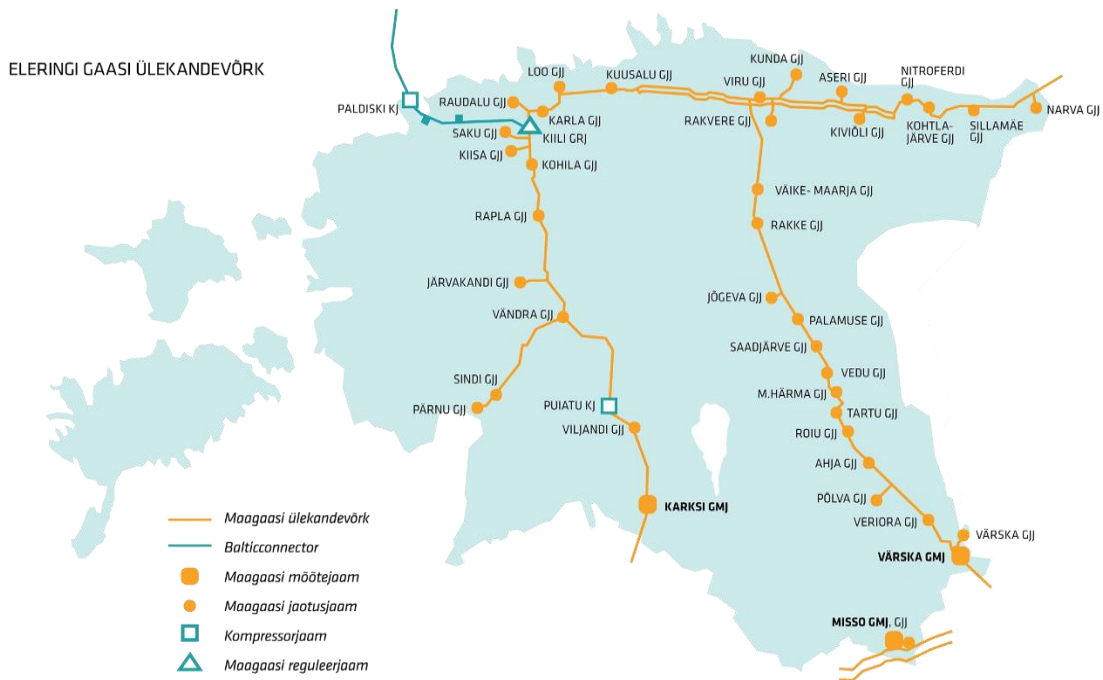 ELERINGI GAASI ÜLEKANDEVÕRK
KUNDA GJJ
LOO GJJ
KUUSALU GJJ
VIRU GJJ
ASERI GJJ
NITROFERDI
GJJ
PALDISKI KJ
RAUDALU GJJ
KARLA GJJ
RAKVERE GJJ
KIVIÕLI GJJ
KOHTLA-
JÄRVE GJJ
SILLAMÄE
GJJ
NARVA GJJ
SAKU GJJ
KIILI GRJ
KIISA GJJ
KOHILA GJJ
VÄIKE- MAARJA GJJ
RAPLA GJJ
RAKKE GJJ
JÄRVAKANDI GJJ
JÕGEVA GJJ
VÄNDRA GJJ
PALAMUSE GJJ
SAADJÄRVE GJJ
VEDU GJJ
SINDI GJJ
M.HÄRMA GJJ
PÄRNU GJJ
PUIATU KJ
TARTU GJJ
VILJANDI GJJ
ROIU GJJ
AHJA GJJ
PÕLVA GJJ
KARKSI GMJ
VERIORA GJJ
VÄRSKA GJJ
VÄRSKA GMJ
MISSO GMJ, GJJ
Maagaasi ülekandevõrk
Balticconnector
Maagaasi mõõtejaam
Maagaasi jaotusjaam
Kompressorjaam
Maagaasi reguleerjaam